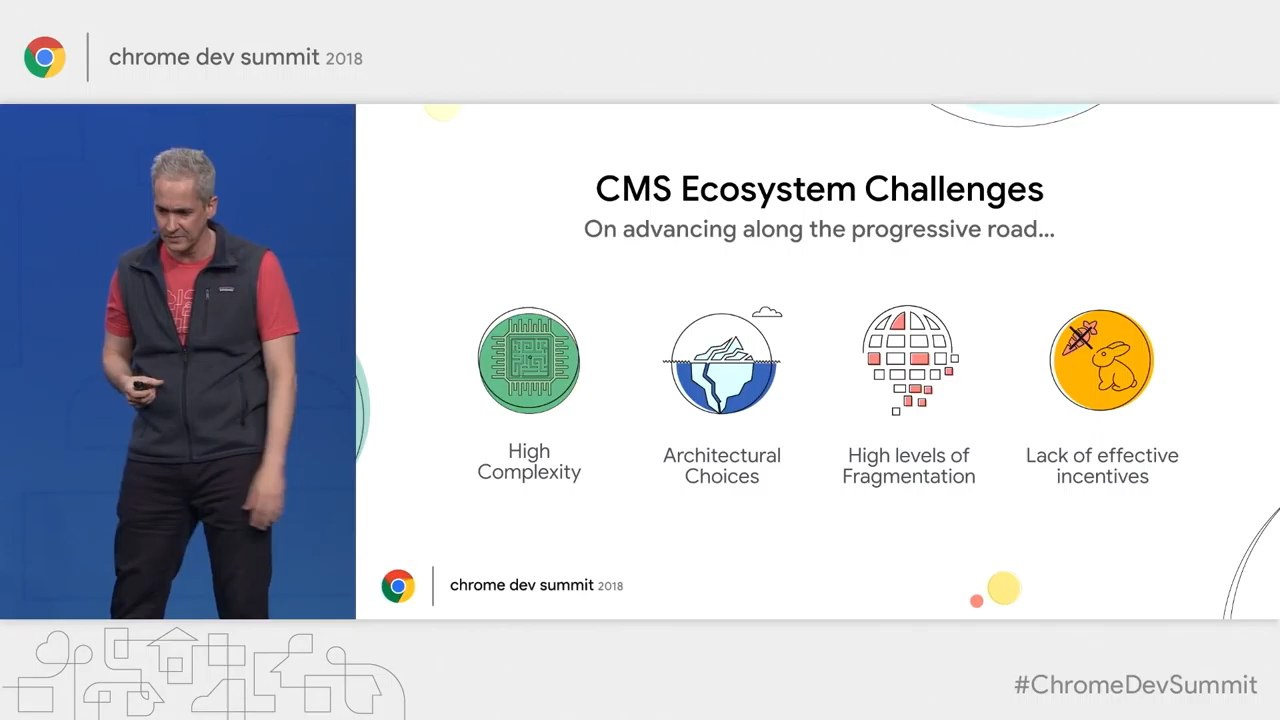 chrome dev summit 2018
CMS Ecosystem Challenges
On advancing along the progressive road...
High
Complexity
Architectural
Choices
High levels of
Fragmentation
Lack of effective
incentives
chrome dev summit 2018
#ChromeDevSummit